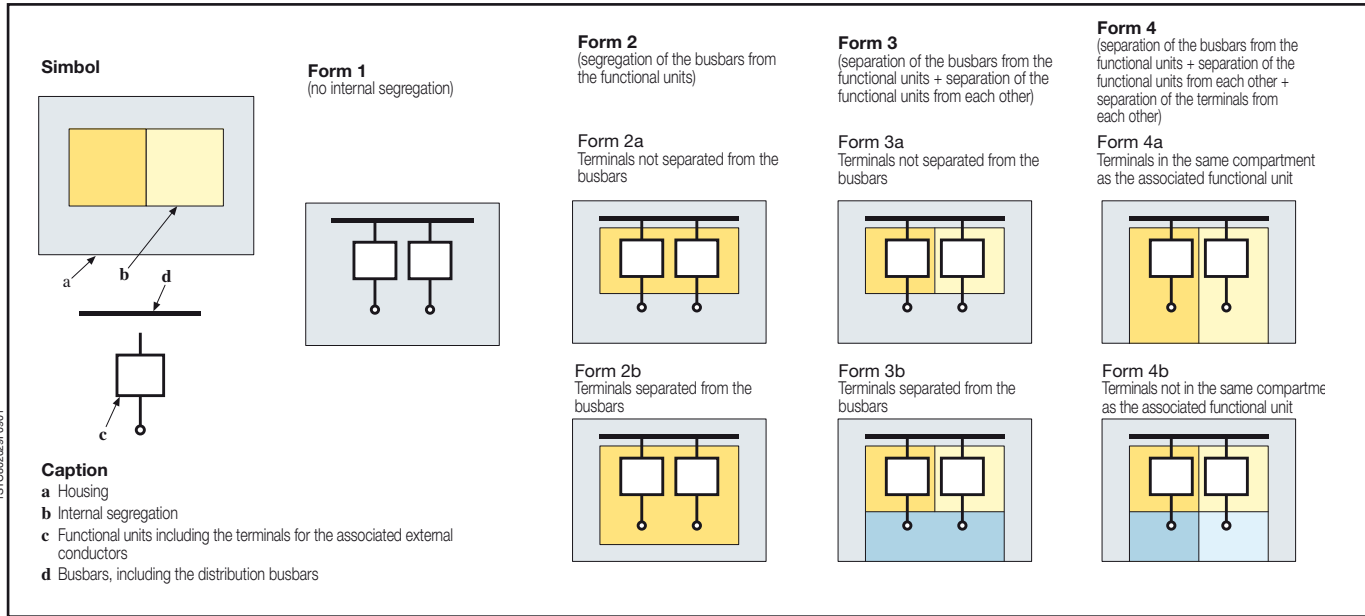 Simbol
a
b
d
c
Caption
a Housing
b Internal segregation
c Functional units including the terminals for the associated external
conductors
d Busbars, including the distribution busbars
Form 1
(no internal segregation)
Form 2
(segregation of the busbars from
the functional units)
Form 2a
Terminals not separated from the
busbars
Form 2b
Terminals separated from the
busbars
Form 3
(separation of the busbars from the
functional units + separation of the
functional units from each other)
Form 3a
Terminals not separated from the
busbars
Form 3b
Terminals separated from the
busbars
Form 4
(separation of the busbars from the
functional units + separation of the
functional units from each other +
separation of the terminals from
each other)
Form 4a
Terminals in the same compartment
as the associated functional unit
Form 4b
Terminals not in the same compartme
as the associated functional unit